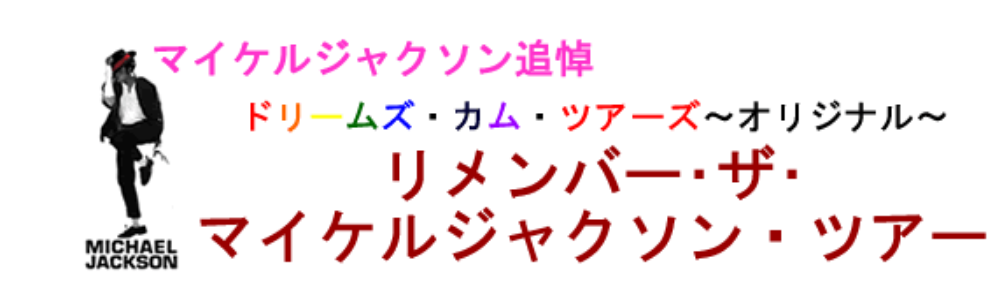 マイケルジャクソン追悼
ドリームズ・カム・ツアーズ～オリジナル～
リメンバー・ザ・
マイケルジャクソン・ツアー
MICHAEL
JACKSON